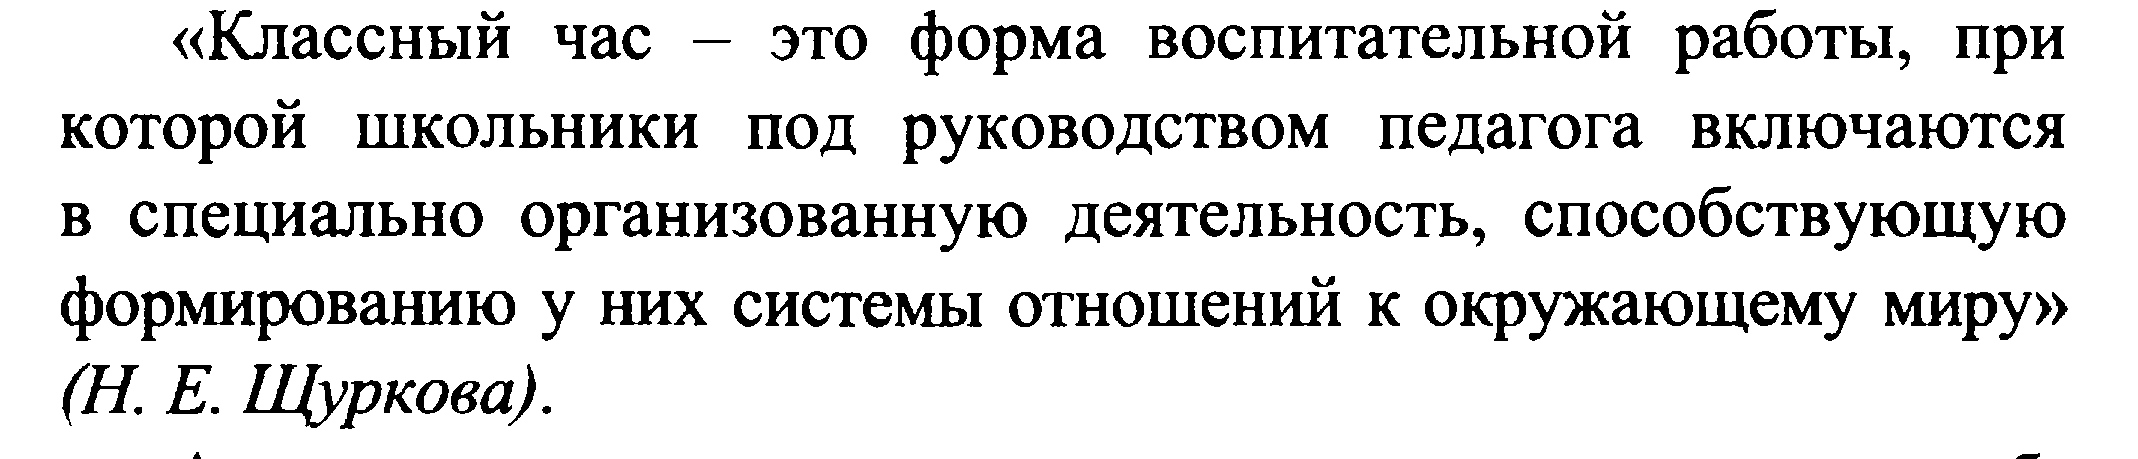 «Классный час – это форма воспитательной работы, при
которой школьники под руководством педагога включаются
в специально организованную деятельность, способствующую
формированию у них системы отношений к окружающему миру»
(Н. Е. Щуркова).